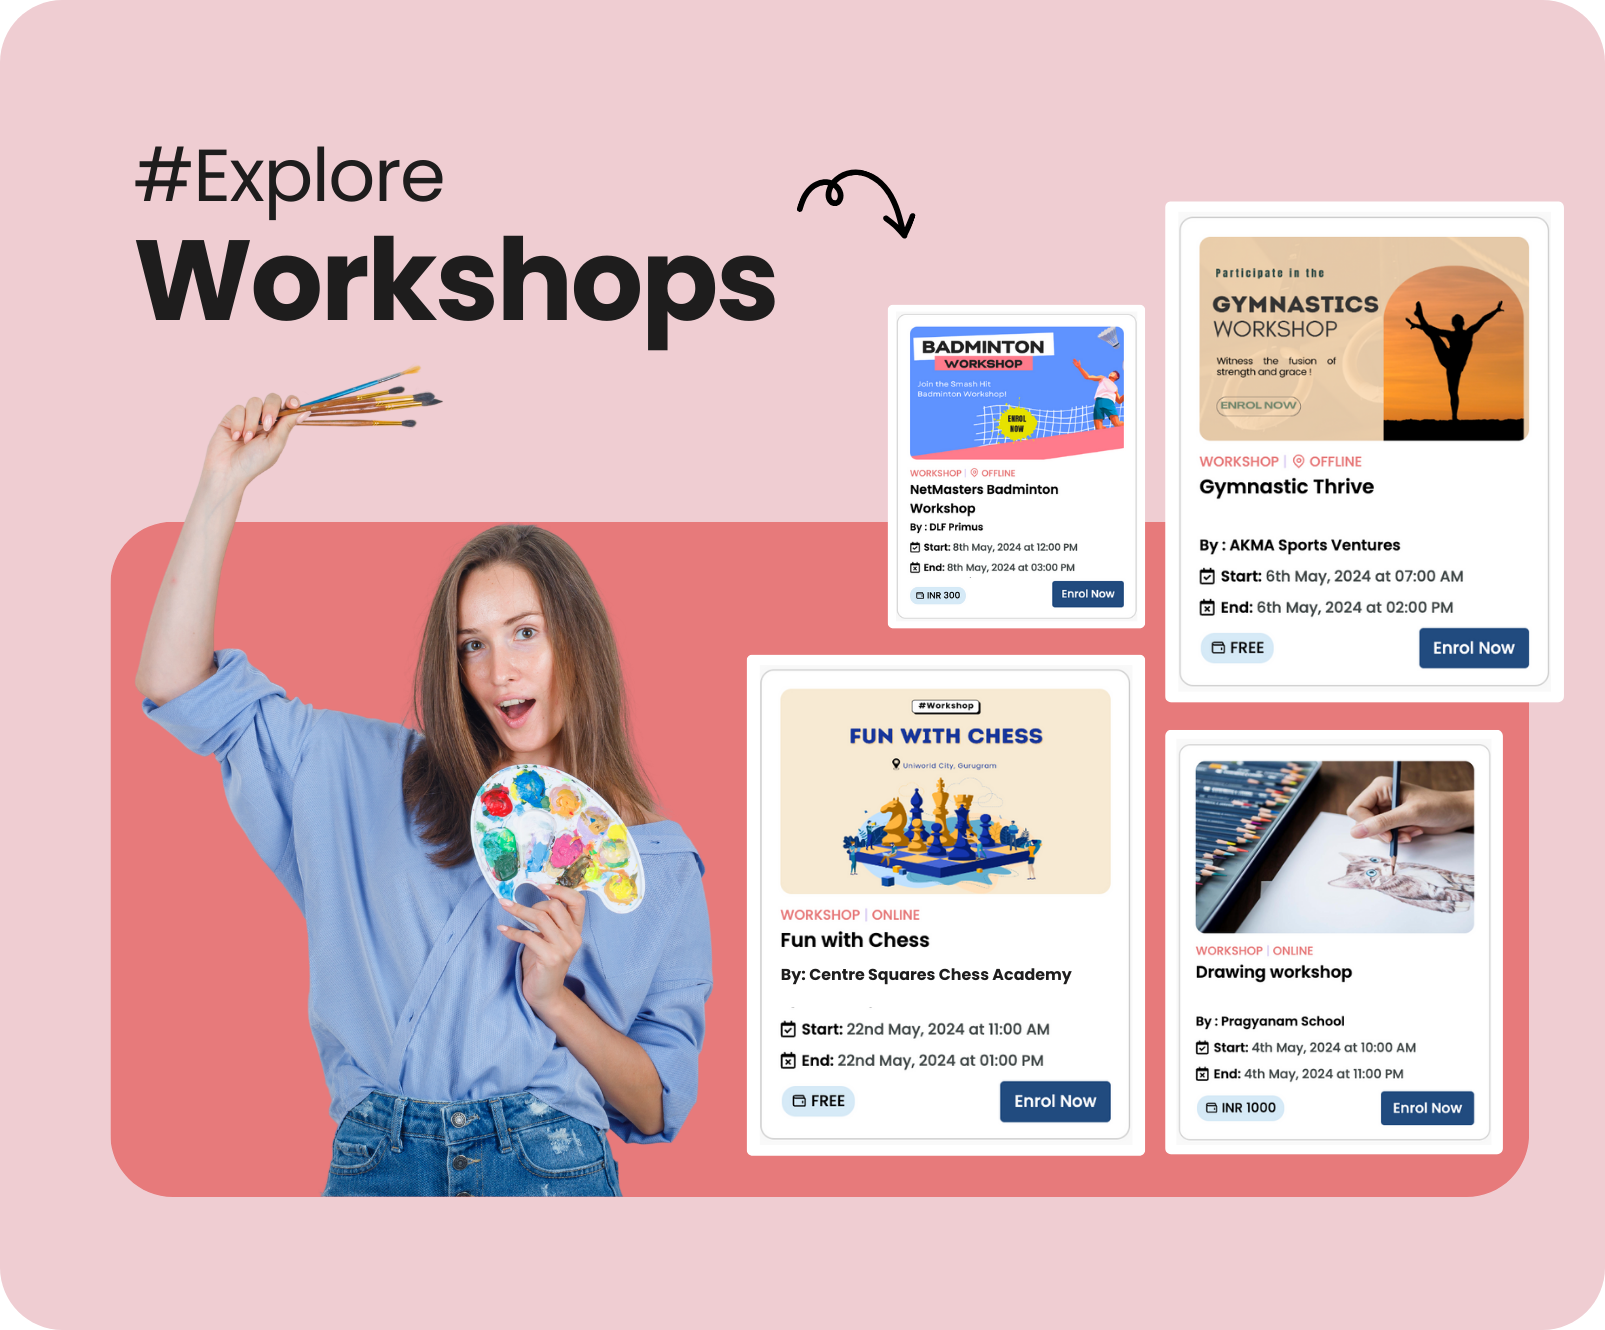 #Explore
Workshops
BADMINTON
WORKSHOP
Join the Smash Hit
Badminton Workshop!
ENROL
NOW
WORKSHOP | OFFLINE
NetMasters Badminton
Workshop
By : DLF Primus
Start: 8th May, 2024 at 12:00 PM
End: 8th May, 2024 at 03:00 PM
INR 300
Enrol Now
Participate in the
GYMNASTICS
WORKSHOP
Witness the fusion of
strength and grace !
ENROL NOW
WORKSHOP | OFFLINE
Gymnastic Thrive
By : AKMA Sports Ventures
Start: 6th May, 2024 at 07:00 AM
End: 6th May, 2024 at 02:00 PM
FREE
Enrol Now
#Workshop
FUN WITH CHESS
Uniworld City, Gurugram
WORKSHOP | ONLINE
Fun with Chess
By: Centre Squares Chess Academy
Start: 22nd May, 2024 at 11:00 AM
End: 22nd May, 2024 at 01:00 PM
FREE
Enrol Now
WORKSHOP | ONLINE
Drawing workshop
By : Pragyanam School
Start: 4th May, 2024 at 10:00 AM
End: 4th May, 2024 at 11:00 PM
INR 1000
Enrol Now